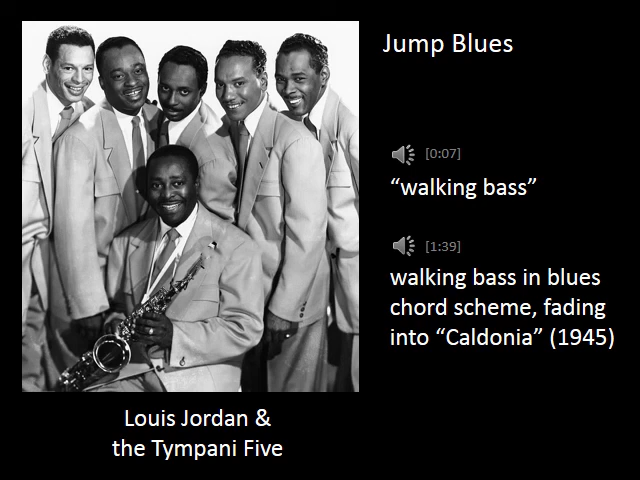 Jump Blues
[0:07]
“walking bass”
[1:39]
walking bass in blues
chord scheme, fading
into “Caldonia” (1945)
Louis Jordan &
the Tympani Five